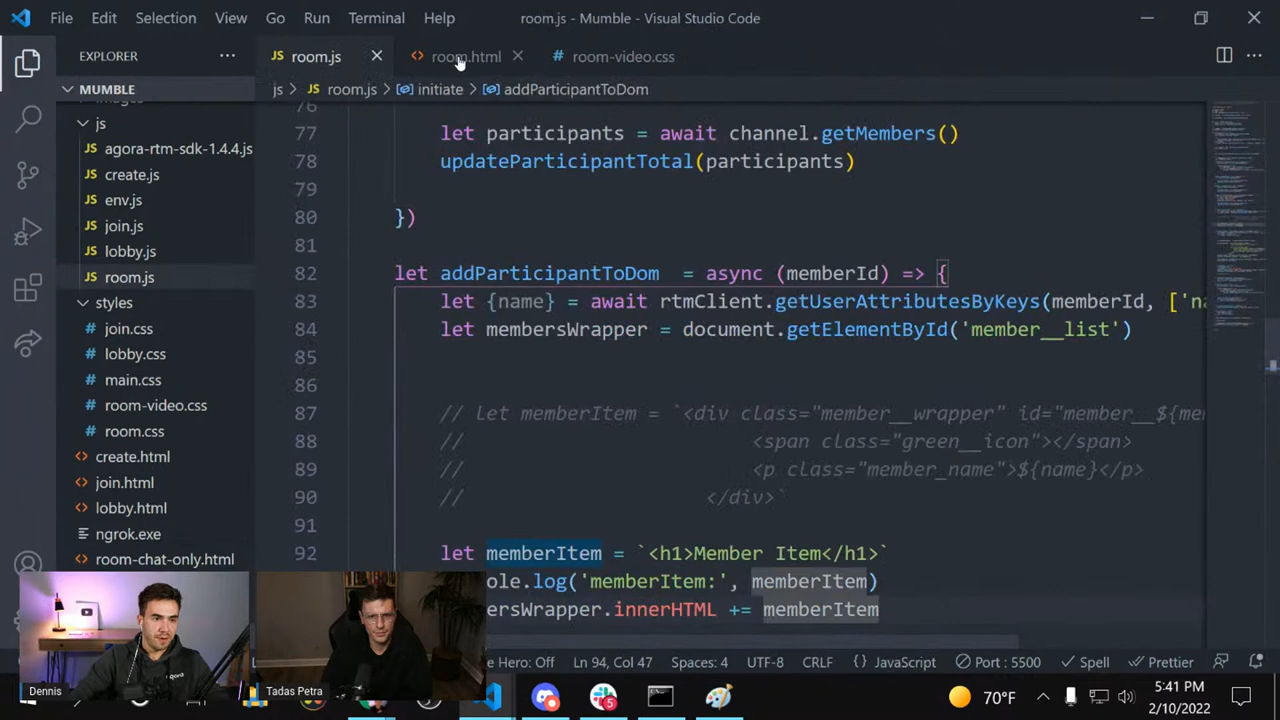 File Edit Selection View Go Run Terminal Help room.js - Mumble - Visual Studio Code
EXPLORER
room.js room.html room-video.css
MUMBLE
js > room.js > initiate > addParticipantToDom
js
agora-rtm-sdk-1.4.4.js
create.js
env.js
join.js
lobby.js
room.js
styles
join.css
lobby.css
main.css
room-video.css
room.css
create.html
join.html
lobby.html
ngrok.exe
room-chat-only.html
76
77 let participants = await channel.getMembers()
78 updateParticipantTotal(participants)
79
80 })
81
82 let addParticipantToDom = async (memberId) => {
83 let {name} = await rtmClient.getUserAttributesByKeys(memberId, ['na
84 let membersWrapper = document.getElementById('member__list')
85
86
87 // let memberItem = `<div class="member__wrapper" id="member__${mem
88 // <span class="green__icon"></span>
89 // <p class="member_name">${name}</p>
90 // </div>`
91
92 let memberItem = `<h1>Member Item</h1>`
ole.log('memberItem:', memberItem)
ersWrapper.innerHTML += memberItem
Hero: Off Ln 94, Col 47 Spaces: 4 UTF-8 CRLF JavaScript Port : 5500 Spell Prettier
Dennis
Tadas Petra
5
70°F
5:41 PM
2/10/2022